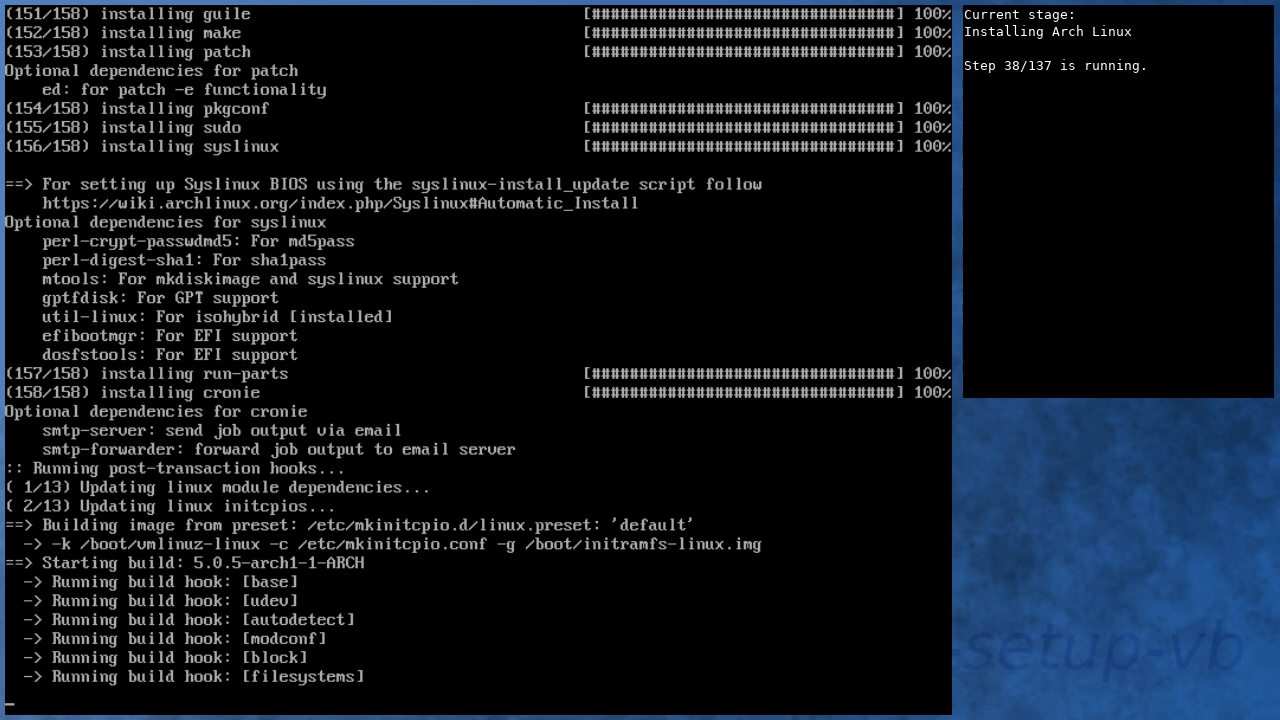 (151/158) installing guile [################################] 100%
(152/158) installing make [################################] 100%
(153/158) installing patch [################################] 100%
Optional dependencies for patch
    ed: for patch -e functionality
(154/158) installing pkgconf [################################] 100%
(155/158) installing sudo [################################] 100%
(156/158) installing syslinux [################################] 100%
==> For setting up Syslinux BIOS using the syslinux-install_update script follow
    https://wiki.archlinux.org/index.php/Syslinux#Automatic_Install
Optional dependencies for syslinux
    perl-crypt-passwdmd5: For md5pass
    perl-digest-sha1: For sha1pass
    mtools: For mkdiskimage and syslinux support
    gptfdisk: For GPT support
    util-linux: For isohybrid [installed]
    efibootmgr: For EFI support
    dosfstools: For EFI support
(157/158) installing run-parts [################################] 100%
(158/158) installing cronie [################################] 100%
Optional dependencies for cronie
    smtp-server: send job output via email
    smtp-forwarder: forward job output to email server
:: Running post-transaction hooks...
( 1/13) Updating linux module dependencies...
( 2/13) Updating linux initcpios...
==> Building image from preset: /etc/mkinitcpio.d/linux.preset: 'default'
  -> -k /boot/vmlinuz-linux -c /etc/mkinitcpio.conf -g /boot/initramfs-linux.img
==> Starting build: 5.0.5-arch1-1-ARCH
  -> Running build hook: [base]
  -> Running build hook: [udev]
  -> Running build hook: [autodetect]
  -> Running build hook: [modconf]
  -> Running build hook: [block]
  -> Running build hook: [filesystems]
_
Current stage:
Installing Arch Linux
Step 38/137 is running.
-setup-vb